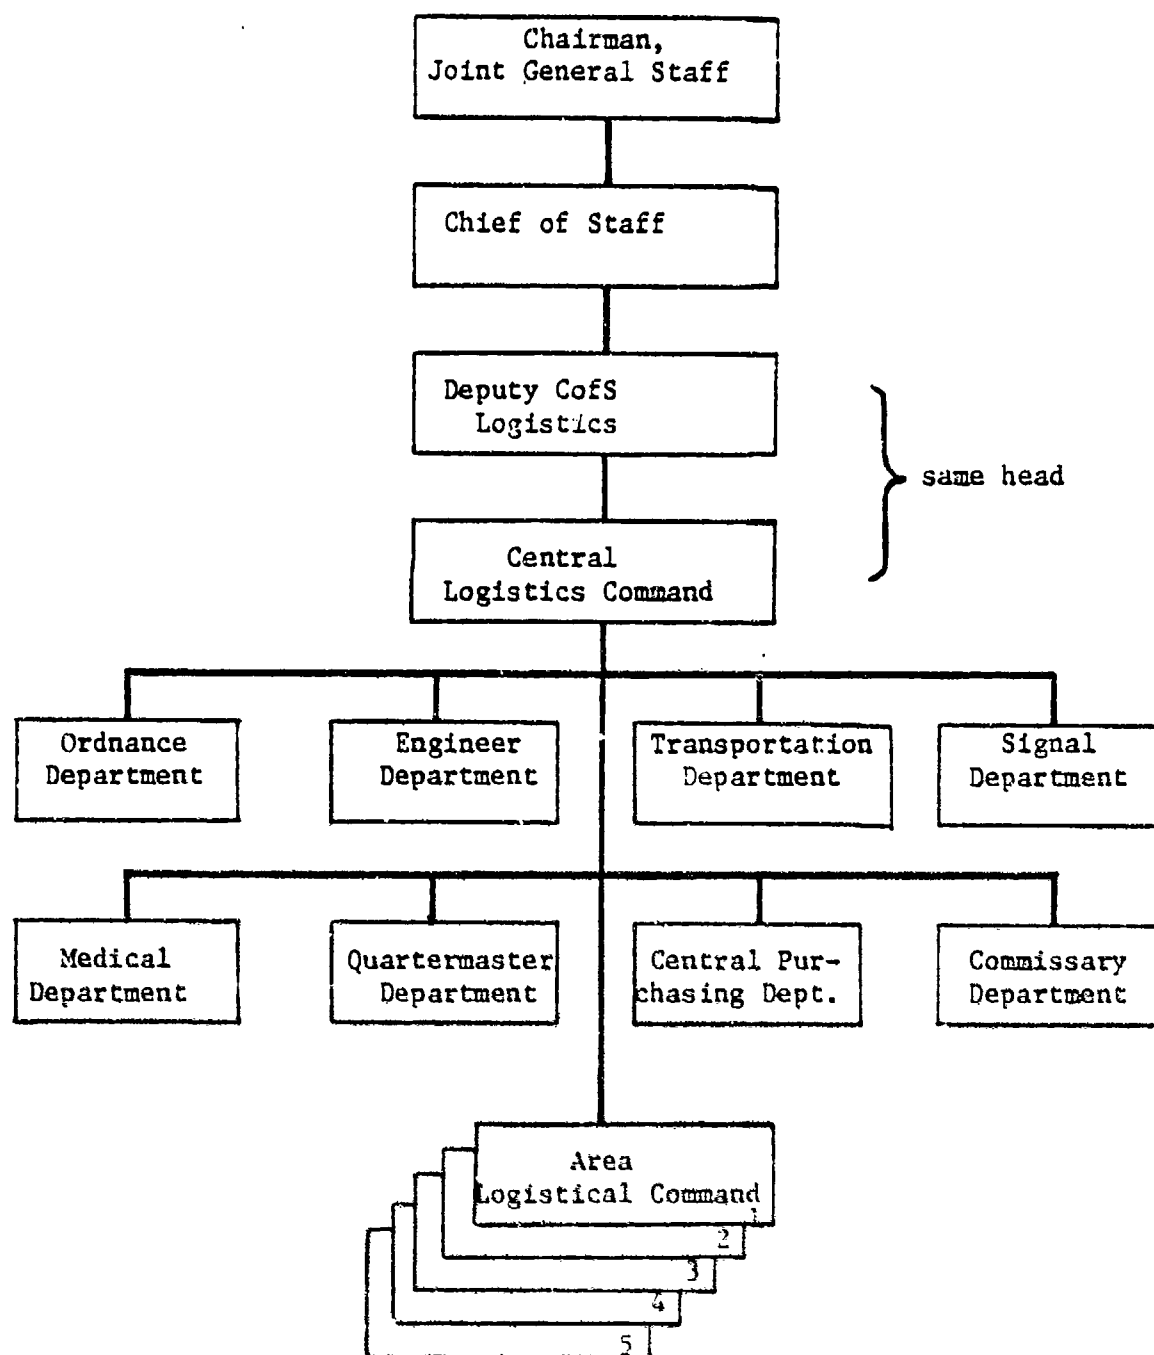 Chairman,
Joint General Staff
Chief of Staff
Deputy CofS
Logistics
same head
Central
Logistics Command
Ordnance
Department
Engineer
Department
Transportation
Department
Signal
Department
Medical
Department
Quartermaster
Department
Central Pur-
chasing Dept.
Commissary
Department
Area
Logistical Command
1
2
3
4
5